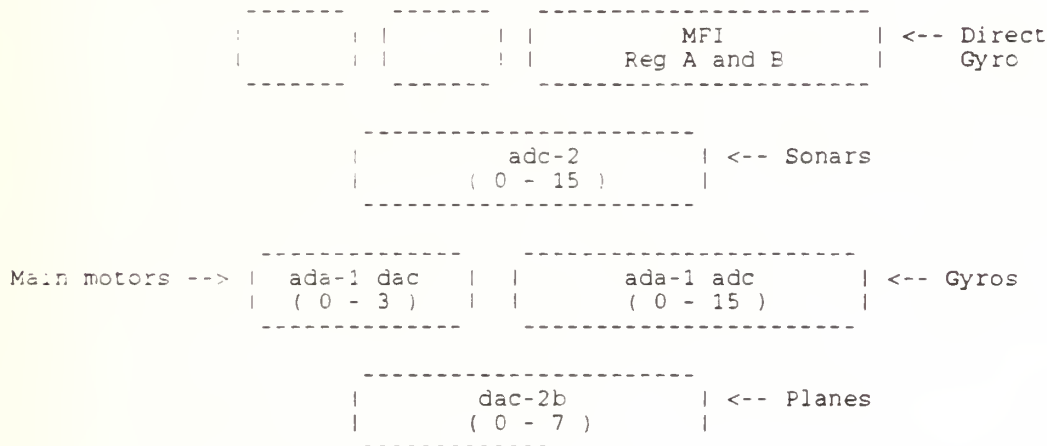 MFI <-- Direct
Reg A and B Gyro
adc-2 <-- Sonars
( 0 - 15 )
Main motors --> ada-1 dac ada-1 adc <-- Gyros
( 0 - 3 ) ( 0 - 15 )
dac-2b <-- Planes
( 0 - 7 )